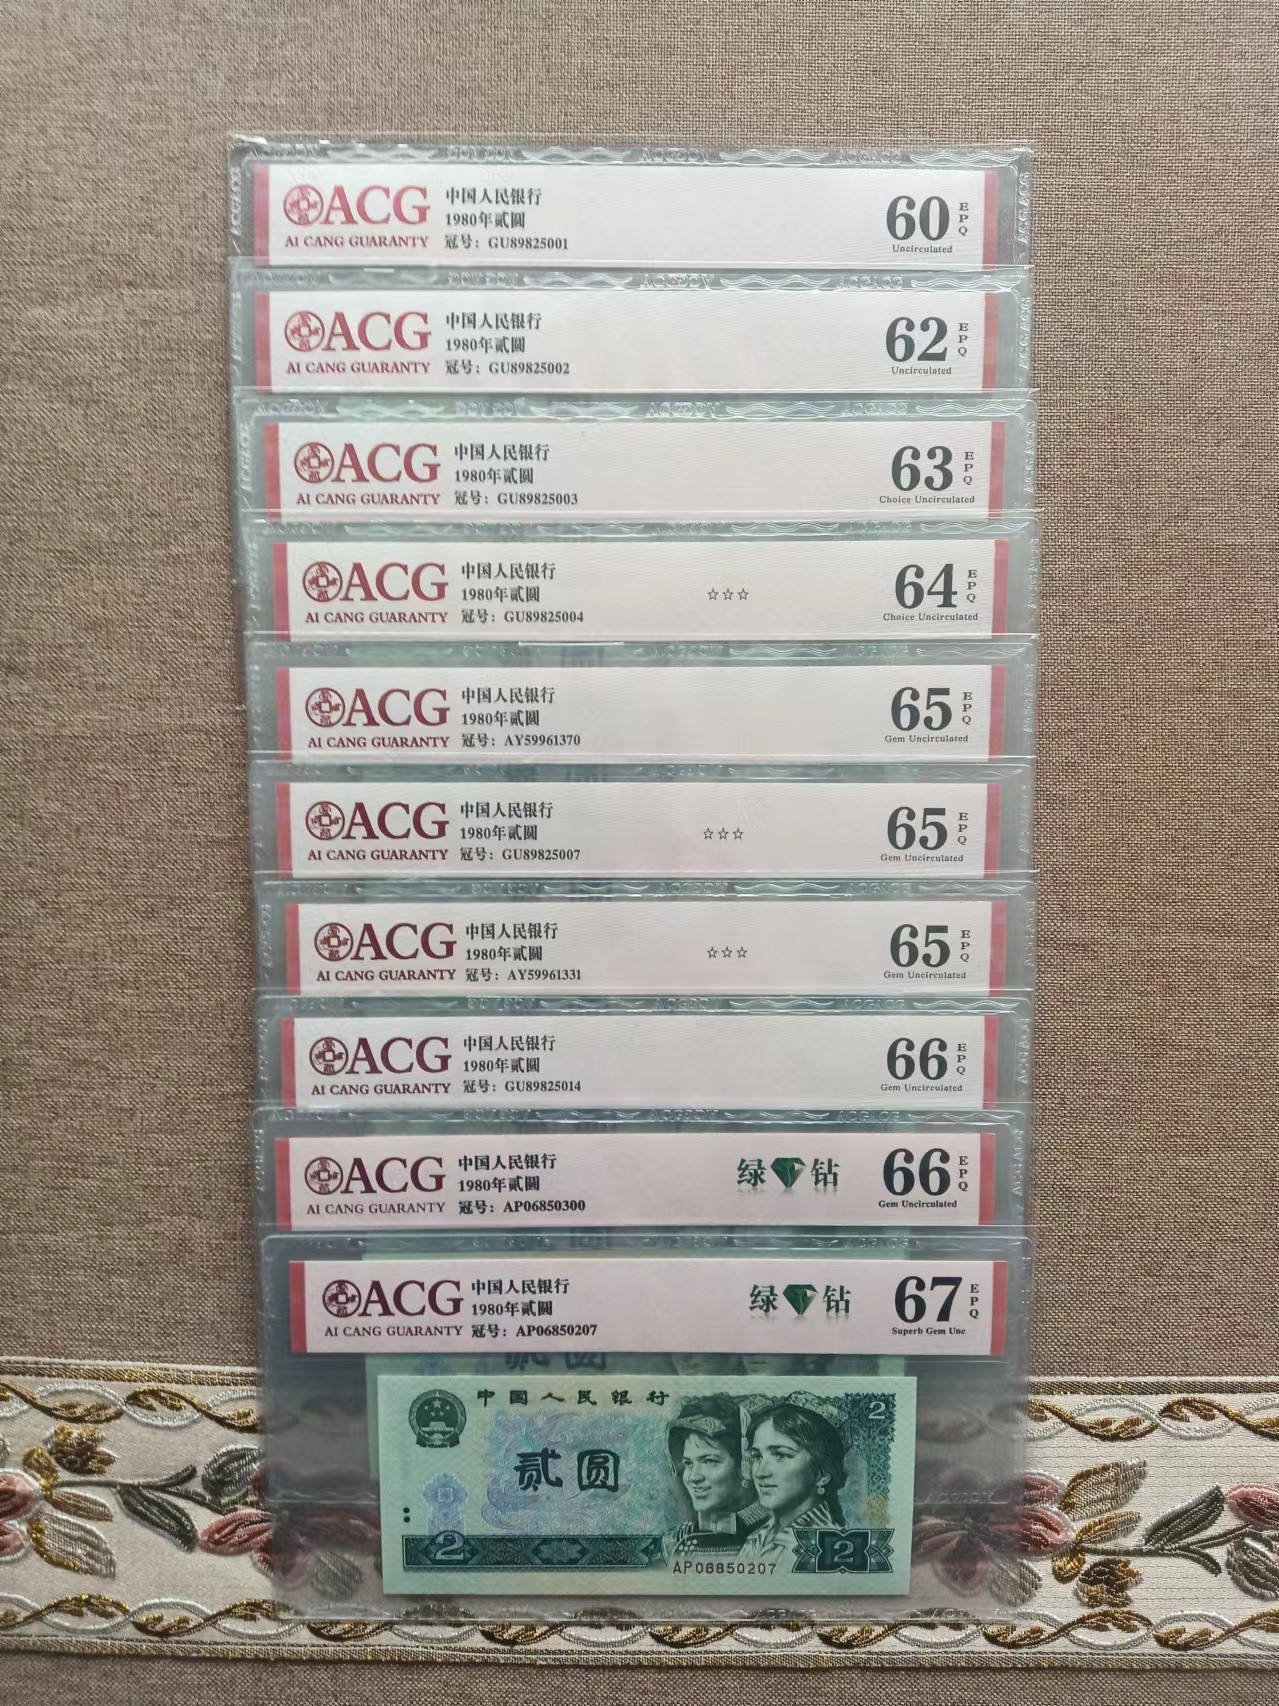 ACG
AI CANG GUARANTY
中国人民银行
1980年贰圆
冠号：GU89825001
60 EPQ
Uncirculated
ACG
AI CANG GUARANTY
中国人民银行
1980年贰圆
冠号：GU89825002
62 EPQ
Uncirculated
ACG
AI CANG GUARANTY
中国人民银行
1980年贰圆
冠号：GU89825003
63 EPQ
Choice Uncirculated
ACG
AI CANG GUARANTY
中国人民银行
1980年贰圆
冠号：GU89825004
☆☆☆
64 EPQ
Choice Uncirculated
ACG
AI CANG GUARANTY
中国人民银行
1980年贰圆
冠号：AY59961370
65 EPQ
Gem Uncirculated
ACG
AI CANG GUARANTY
中国人民银行
1980年贰圆
冠号：GU89825007
☆☆☆
65 EPQ
Gem Uncirculated
ACG
AI CANG GUARANTY
中国人民银行
1980年贰圆
冠号：AY59961331
☆☆☆
65 EPQ
Gem Uncirculated
ACG
AI CANG GUARANTY
中国人民银行
1980年贰圆
冠号：GU89825014
66 EPQ
Gem Uncirculated
ACG
AI CANG GUARANTY
中国人民银行
1980年贰圆
冠号：AP06850300
绿钻
66 EPQ
Gem Uncirculated
ACG
AI CANG GUARANTY
中国人民银行
1980年贰圆
冠号：AP06850207
绿钻
67 EPQ
Superb Gem Unc
中国人民银行
2
贰圆
2
2
AP06850207